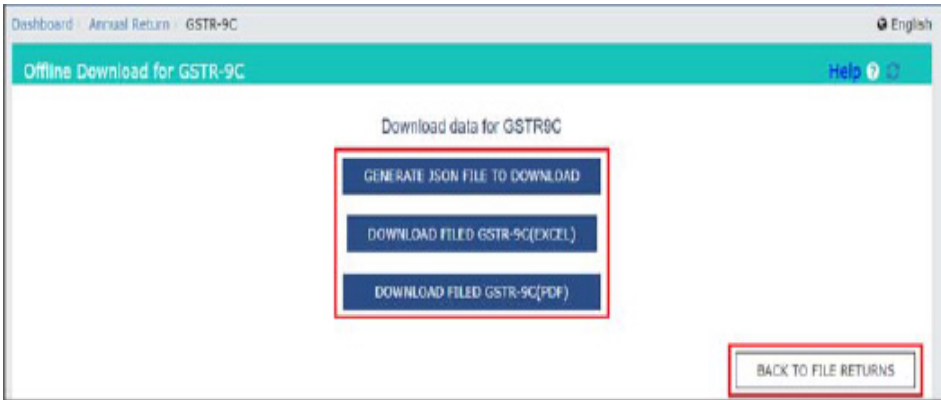 Dashboard Annual Return GSTR-9C English
Offline Download for GSTR-9C Help ?
Download data for GSTR9C
GENERATE JSON FILE TO DOWNLOAD
DOWNLOAD FILED GSTR-9C(EXCEL)
DOWNLOAD FILED GSTR-9C(PDF)
BACK TO FILE RETURNS